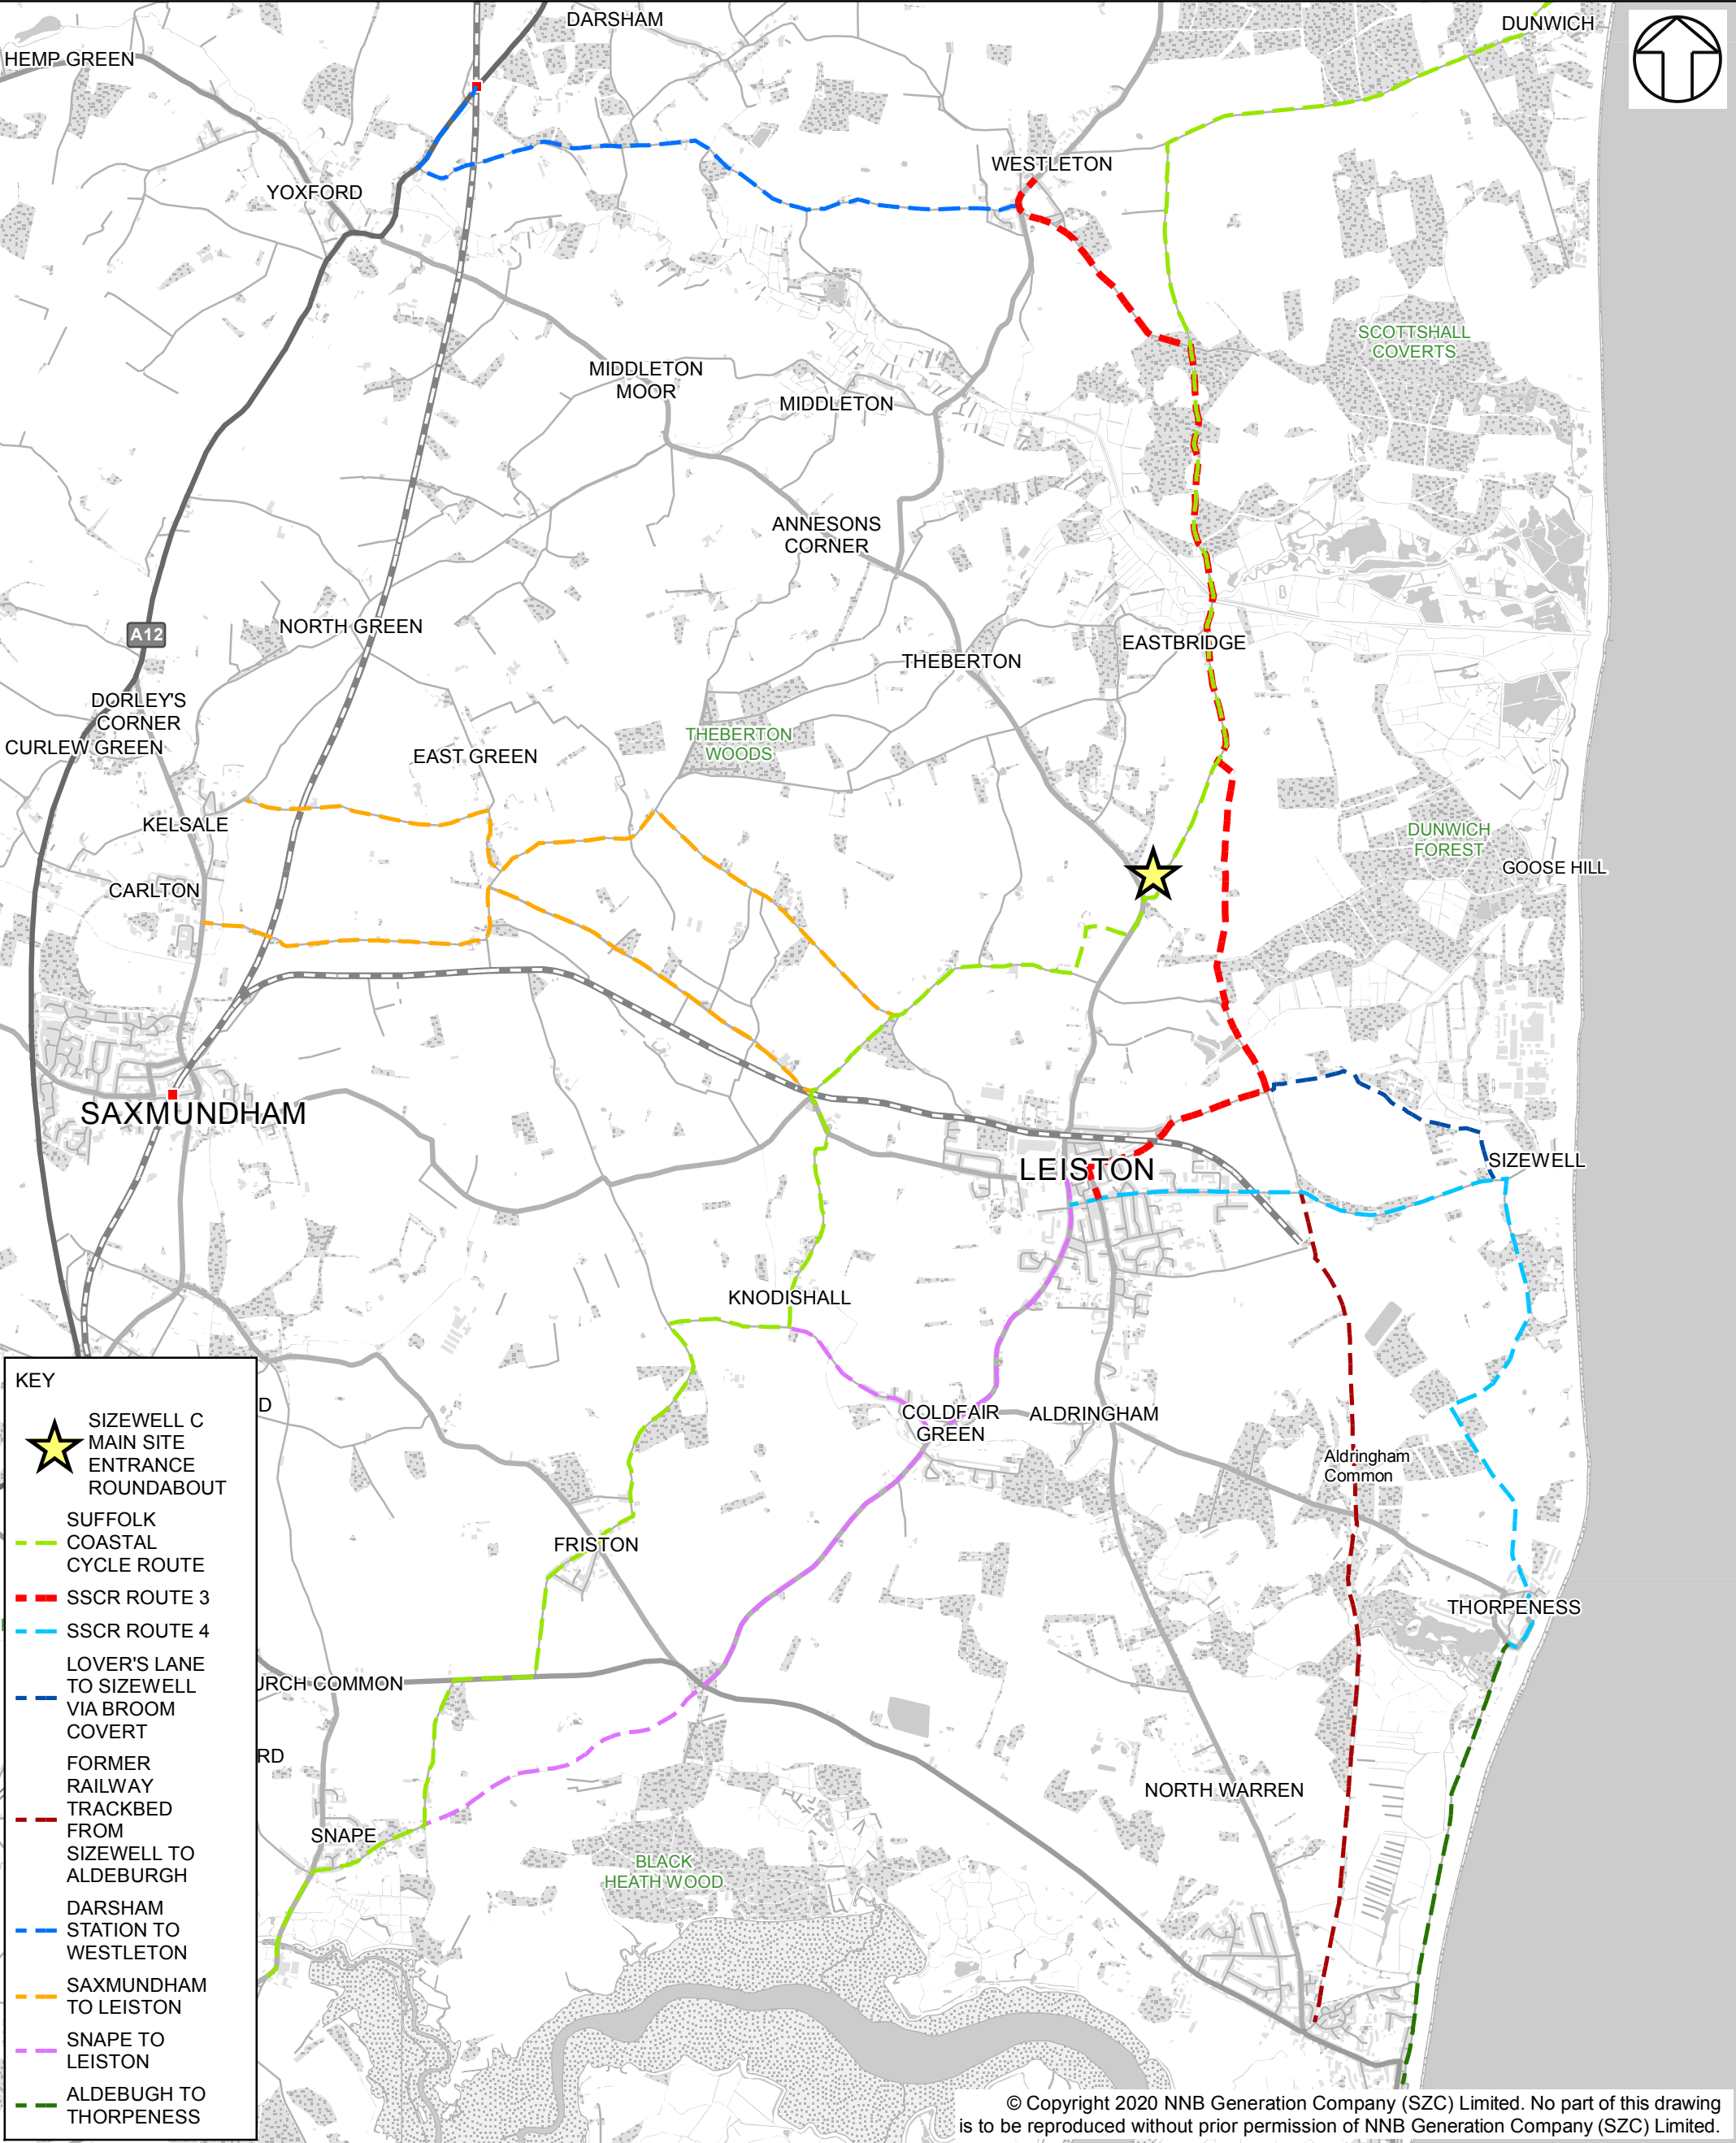 DARSHAM
DUNWICH
HEMP GREEN
WESTLETON
YOXFORD
SCOTTSHALL
COVERTS
MIDDLETON
MOOR
MIDDLETON
ANNESONS
CORNER
NORTH GREEN
A12
EASTBRIDGE
THEBERTON
DORLEY'S
CORNER
CURLEW GREEN
THEBERTON
WOODS
EAST GREEN
KELSALE
DUNWICH
FOREST
GOOSE HILL
CARLTON
SAXMUNDHAM
LEISTON
SIZEWELL
KNODISHALL
COLDFAIR
GREEN
ALDRINGHAM
Aldringham
Common
FRISTON
THORPENESS
URCH COMMON
D
RD
NORTH WARREN
SNAPE
BLACK
HEATH WOOD
KEY
SIZEWELL C
MAIN SITE
ENTRANCE
ROUNDABOUT
SUFFOLK
COASTAL
CYCLE ROUTE
SSCR ROUTE 3
SSCR ROUTE 4
LOVER'S LANE
TO SIZEWELL
VIA BROOM
COVERT
FORMER
RAILWAY
TRACKBED
FROM
SIZEWELL TO
ALDEBURGH
DARSHAM
STATION TO
WESTLETON
SAXMUNDHAM
TO LEISTON
SNAPE TO
LEISTON
ALDEBUGH TO
THORPENESS
© Copyright 2020 NNB Generation Company (SZC) Limited. No part of this drawing
is to be reproduced without prior permission of NNB Generation Company (SZC) Limited.